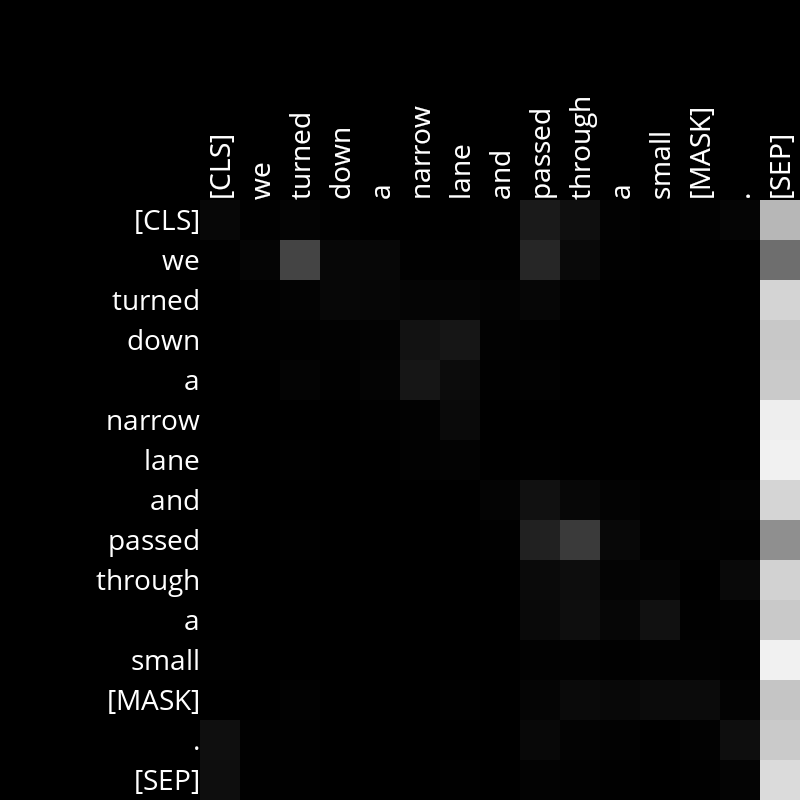 [CLS] we turned down a narrow lane and passed through a small [MASK] . [SEP]
[CLS]
we
turned
down
a
narrow
lane
and
passed
through
a
small
[MASK]
.
[SEP]